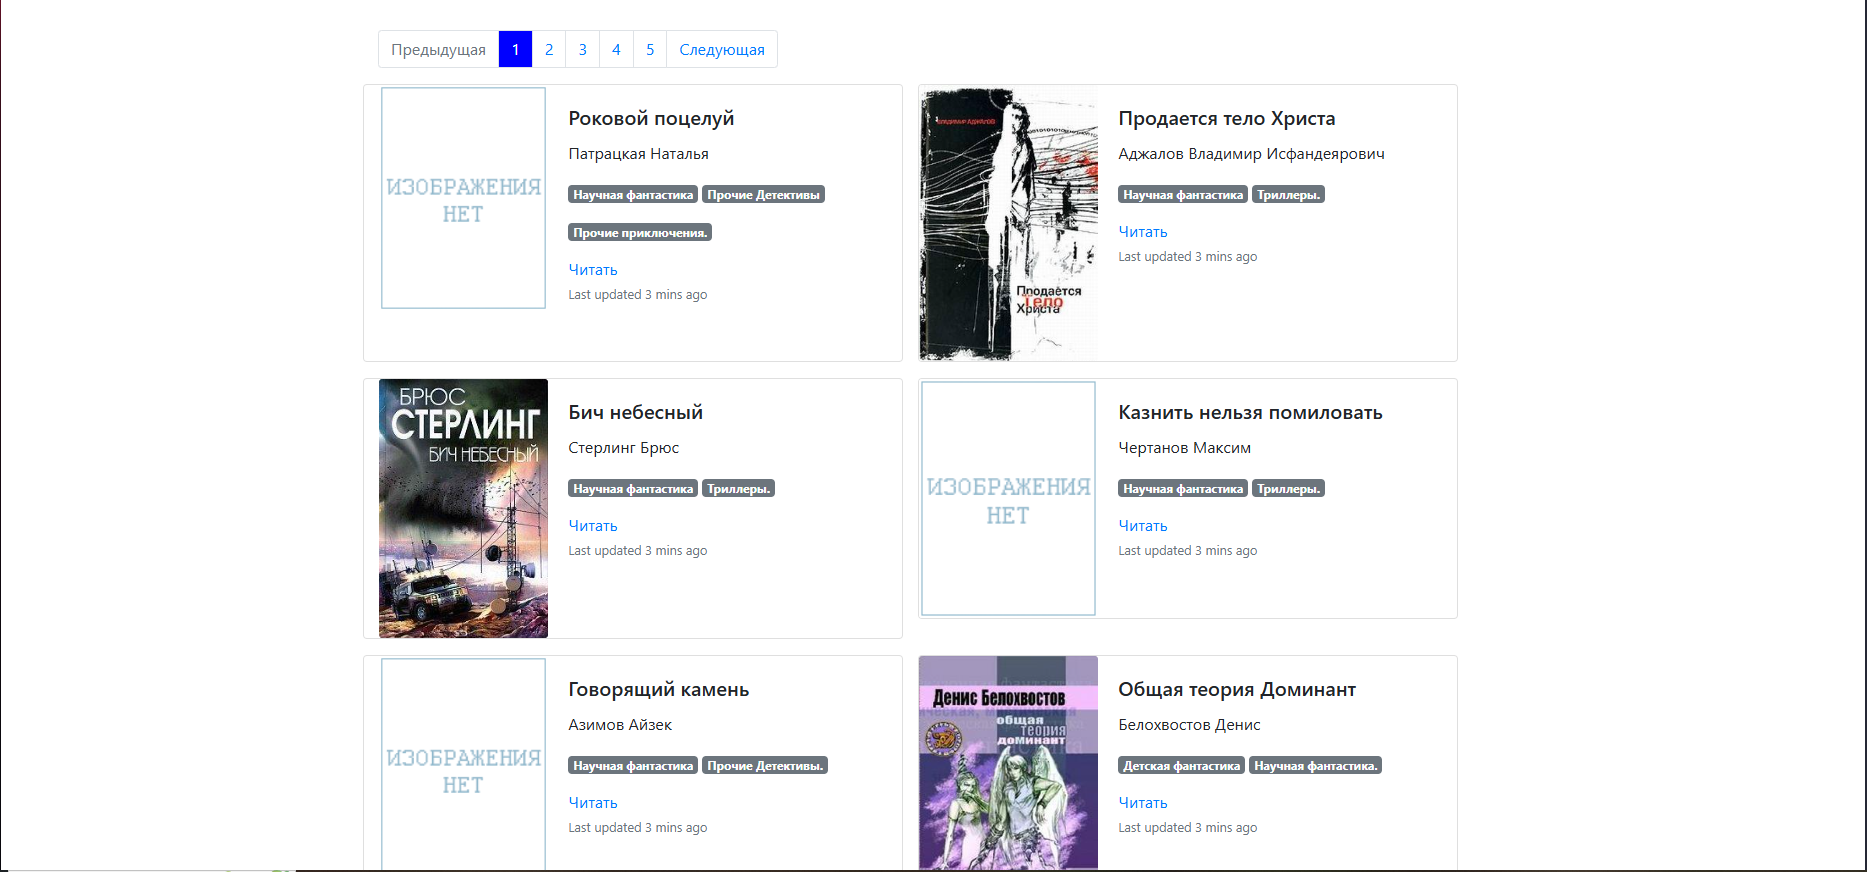 Предыдущая 1 2 3 4 5 Следующая
ИЗОБРАЖЕНИЯ
НЕТ
Роковой поцелуй
Патрацкая Наталья
Научная фантастика Прочие Детективы
Прочие приключения.
Читать
Last updated 3 mins ago
ВЛАДИМИР АДЖАЛОВ
Продаётся
Тело
Христа
Продается тело Христа
Аджалов Владимир Исфандеярович
Научная фантастика Триллеры.
Читать
Last updated 3 mins ago
БРЮС
СТЕРЛИНГ
БИЧ НЕБЕСНЫЙ
Бич небесный
Стерлинг Брюс
Научная фантастика Триллеры.
Читать
Last updated 3 mins ago
ИЗОБРАЖЕНИЯ
НЕТ
Казнить нельзя помиловать
Чертанов Максим
Научная фантастика Триллеры.
Читать
Last updated 3 mins ago
ИЗОБРАЖЕНИЯ
НЕТ
Говорящий камень
Азимов Айзек
Научная фантастика Прочие Детективы.
Читать
Last updated 3 mins ago
Денис Белохвостов
общая
теория
доминант
Общая теория Доминант
Белохвостов Денис
Детская фантастика Научная фантастика.
Читать
Last updated 3 mins ago